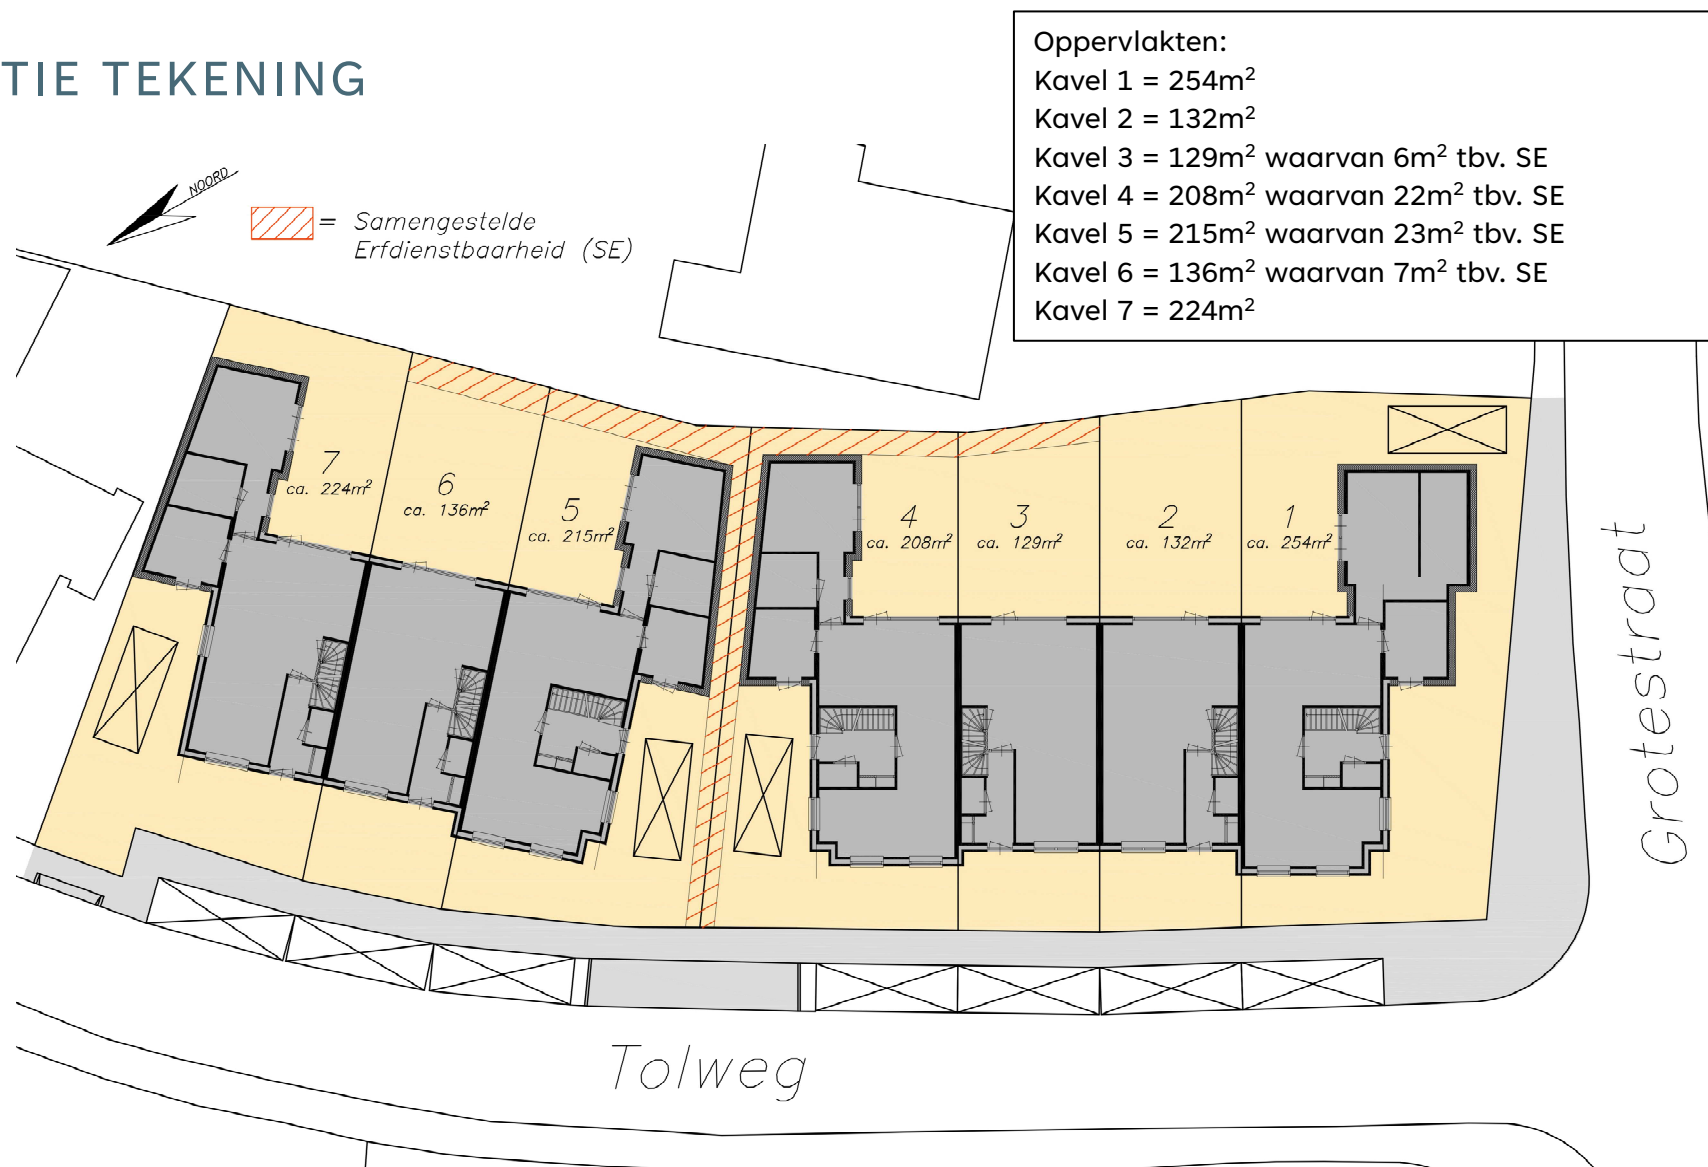 TIE TEKENING
Oppervlakten:
Kavel 1 = 254m²
Kavel 2 = 132m²
Kavel 3 = 129m² waarvan 6m² tbv. SE
Kavel 4 = 208m² waarvan 22m² tbv. SE
Kavel 5 = 215m² waarvan 23m² tbv. SE
Kavel 6 = 136m² waarvan 7m² tbv. SE
Kavel 7 = 224m²
NOORD
= Samengestelde
Erfdienstbaarheid (SE)
7
ca. 224m²
6
ca. 136m²
5
ca. 215m²
4
ca. 208m²
3
ca. 129m²
2
ca. 132m²
1
ca. 254m²
Grotestraat
Tolweg